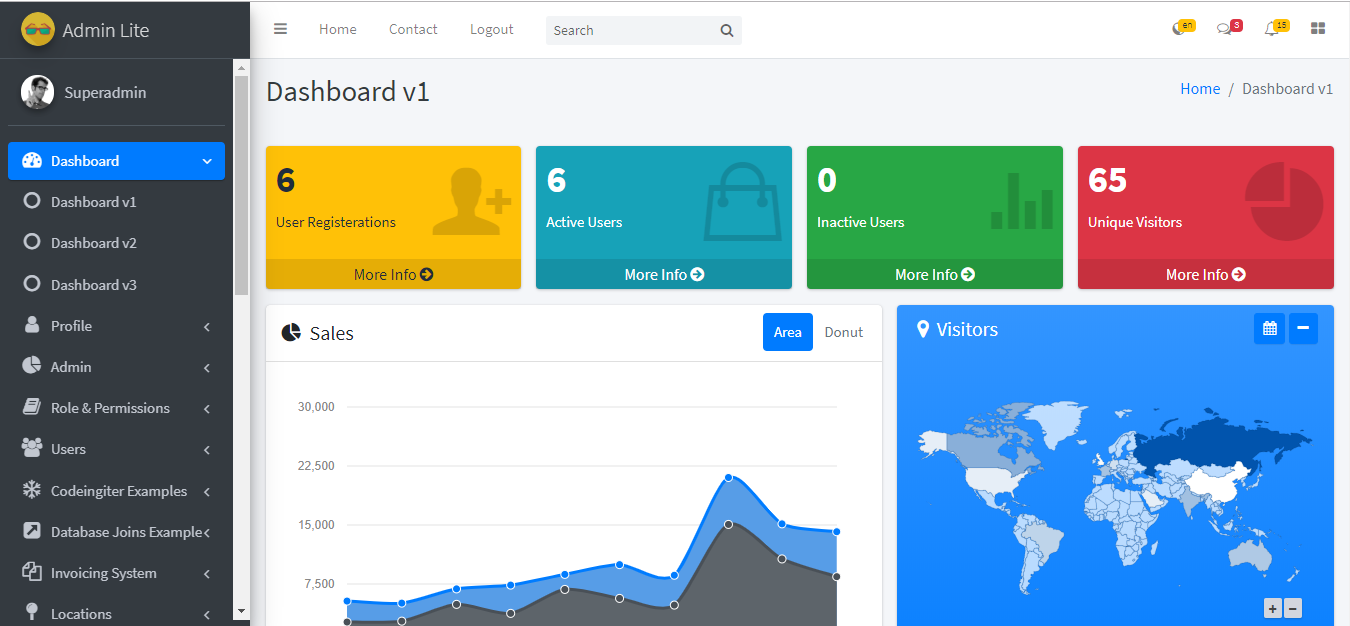 Admin Lite
Home
Contact
Logout
Search
en
3
15
Superadmin
Dashboard
Dashboard v1
Dashboard v2
Dashboard v3
Profile
Admin
Role & Permissions
Users
Codeingiter Examples
Database Joins Example
Invoicing System
Locations
Dashboard v1
Home / Dashboard v1
6
User Registerations
More Info
6
Active Users
More Info
0
Inactive Users
More Info
65
Unique Visitors
More Info
Sales
Area
Donut
30,000
22,500
15,000
7,500
Visitors
+
−